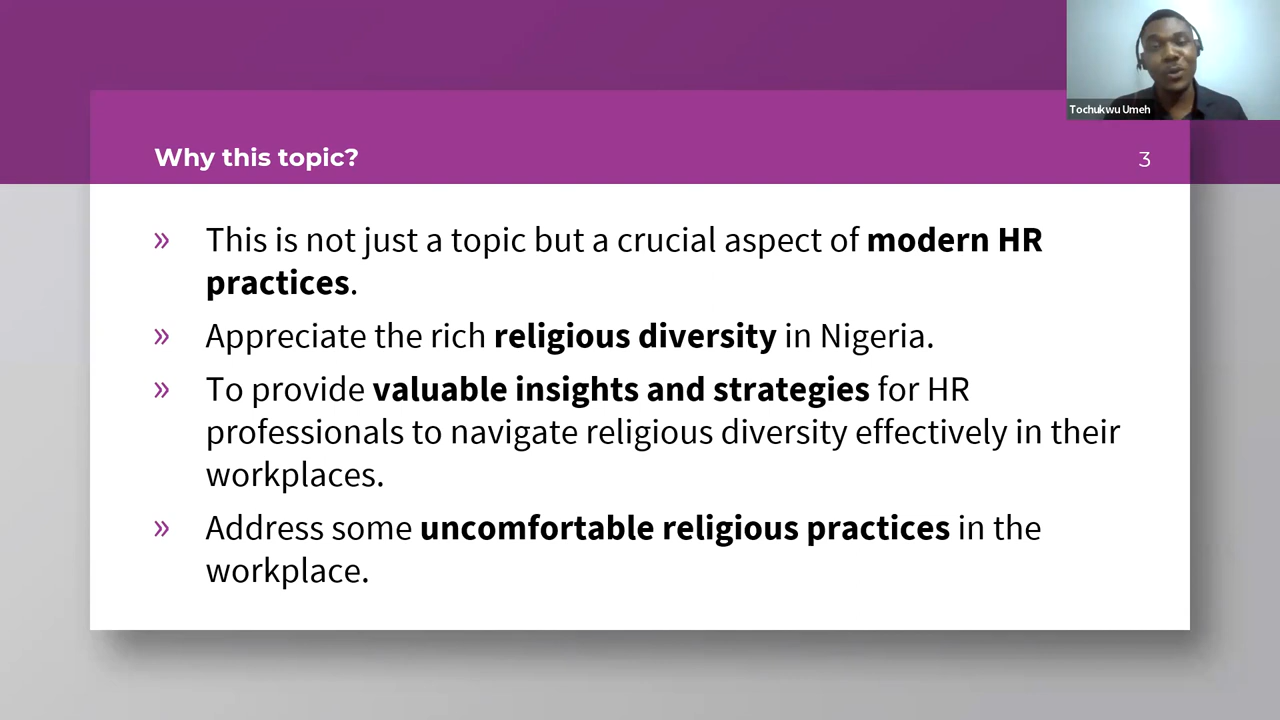 Tochukwu Umeh
Why this topic?
3
» This is not just a topic but a crucial aspect of modern HR
practices.
» Appreciate the rich religious diversity in Nigeria.
» To provide valuable insights and strategies for HR
professionals to navigate religious diversity effectively in their
workplaces.
» Address some uncomfortable religious practices in the
workplace.